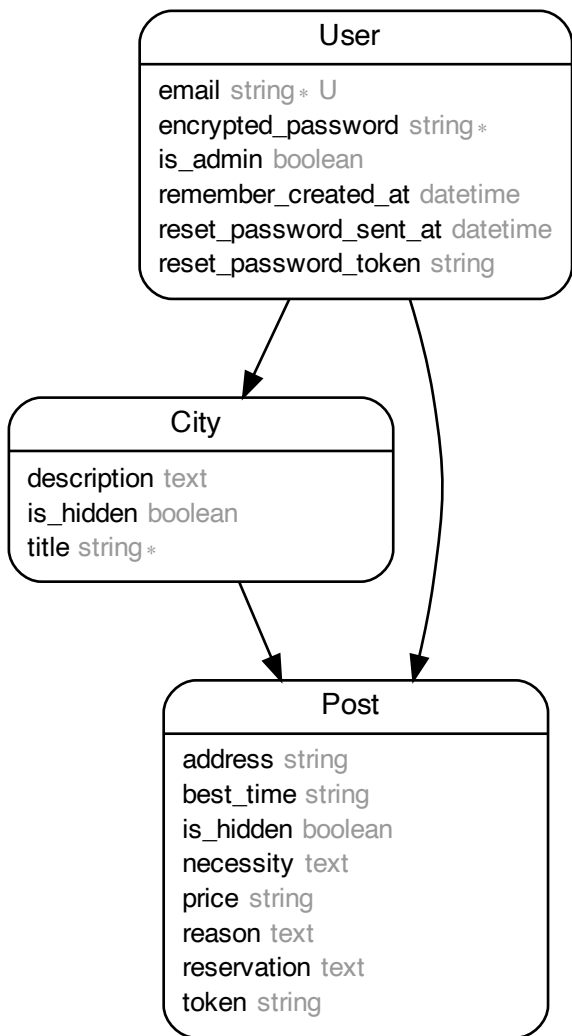 User
email string* U
encrypted_password string*
is_admin boolean
remember_created_at datetime
reset_password_sent_at datetime
reset_password_token string
City
description text
is_hidden boolean
title string*
Post
address string
best_time string
is_hidden boolean
necessity text
price string
reason text
reservation text
token string